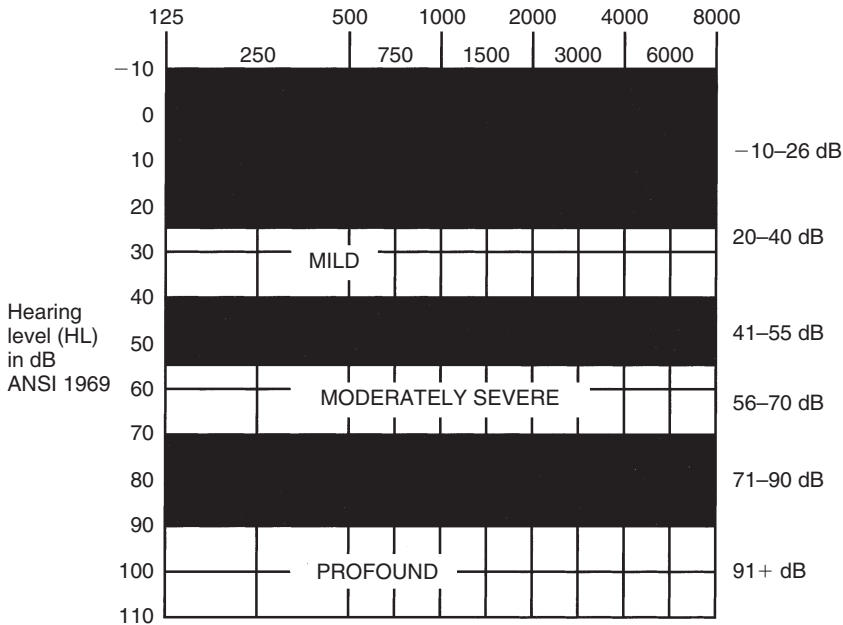 125 500 1000 2000 4000 8000
250 750 1500 3000 6000
−10
0
10
−10–26 dB
20
20–40 dB
30
MILD
40
Hearing
level (HL)
in dB
ANSI 1969
50
41–55 dB
60
MODERATELY SEVERE
56–70 dB
70
80
71–90 dB
90
100
PROFOUND
91+ dB
110